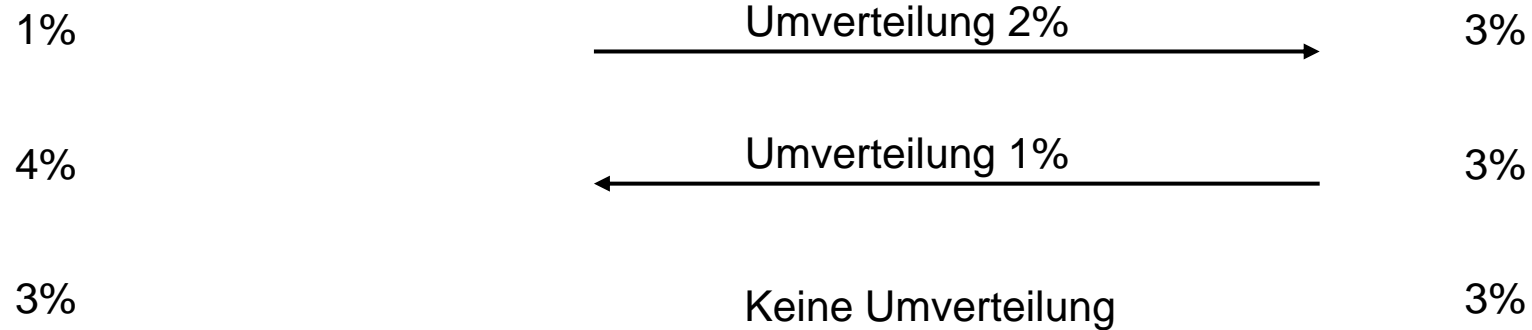 1% Umverteilung 2% 3%
4% Umverteilung 1% 3%
3% Keine Umverteilung 3%